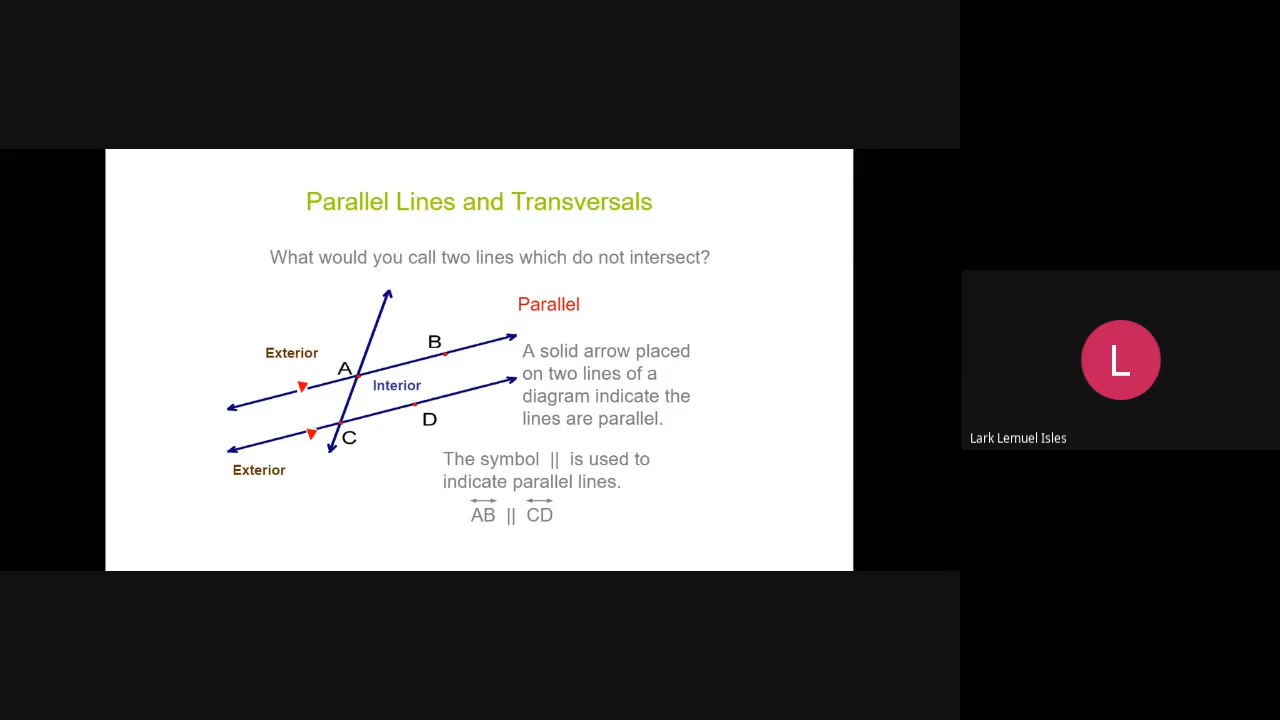 Parallel Lines and Transversals
What would you call two lines which do not intersect?
Parallel
B
Exterior
A solid arrow placed
A
on two lines of a
Interior
diagram indicate the
D
lines are parallel.
C
The symbol || is used to
Exterior
indicate parallel lines.
AB || CD
L
Lark Lemuel Isles